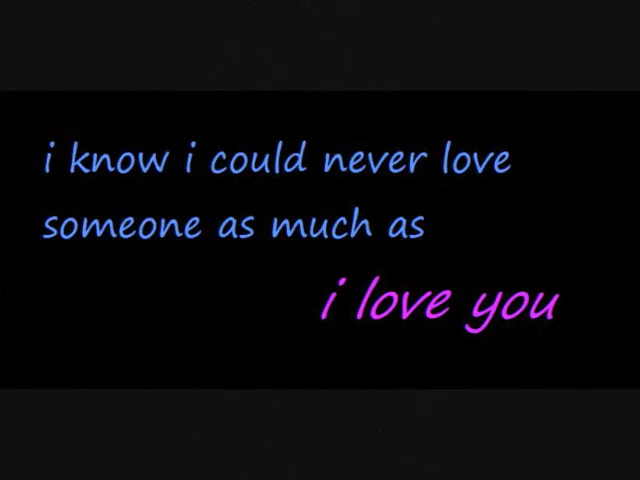 i know i could never love
someone as much as
i love you